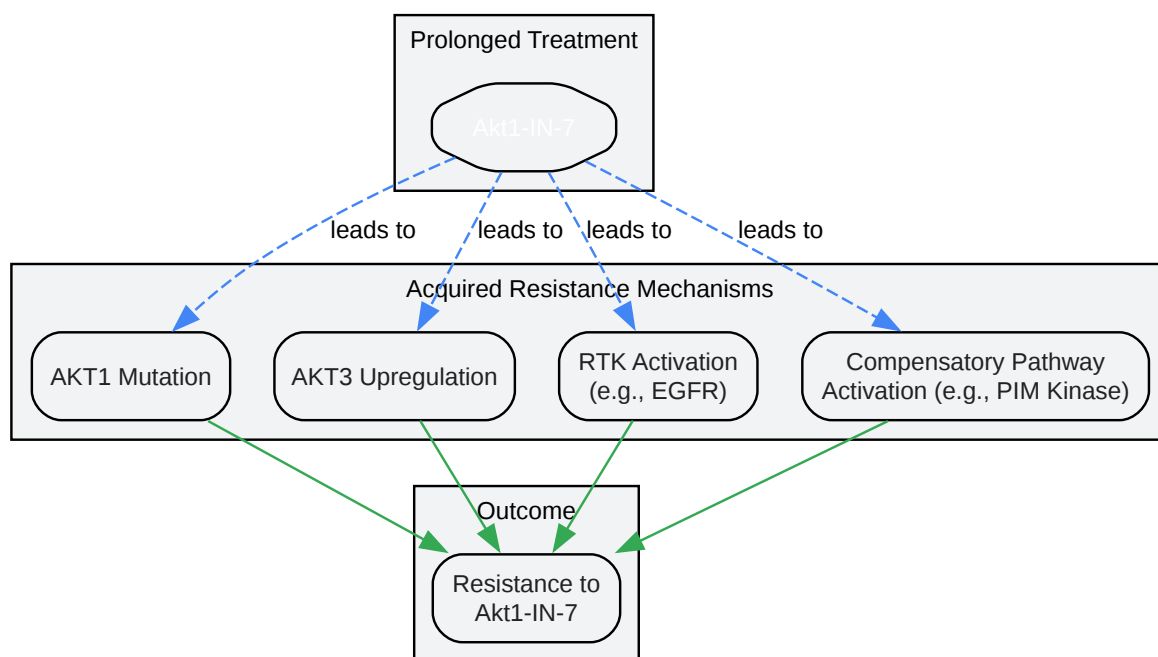 Prolonged Treatment
Akt1-IN-7
leads to
leads to
leads to
leads to
Acquired Resistance Mechanisms
AKT1 Mutation
AKT3 Upregulation
RTK Activation
(e.g., EGFR)
Compensatory Pathway
Activation (e.g., PIM Kinase)
Outcome
Resistance to
Akt1-IN-7